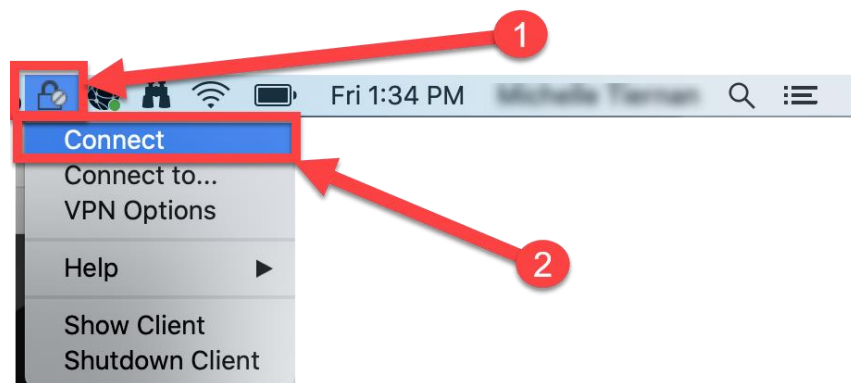 1
Fri 1:34 PM
Connect
Connect to...
VPN Options
Help
2
Show Client
Shutdown Client